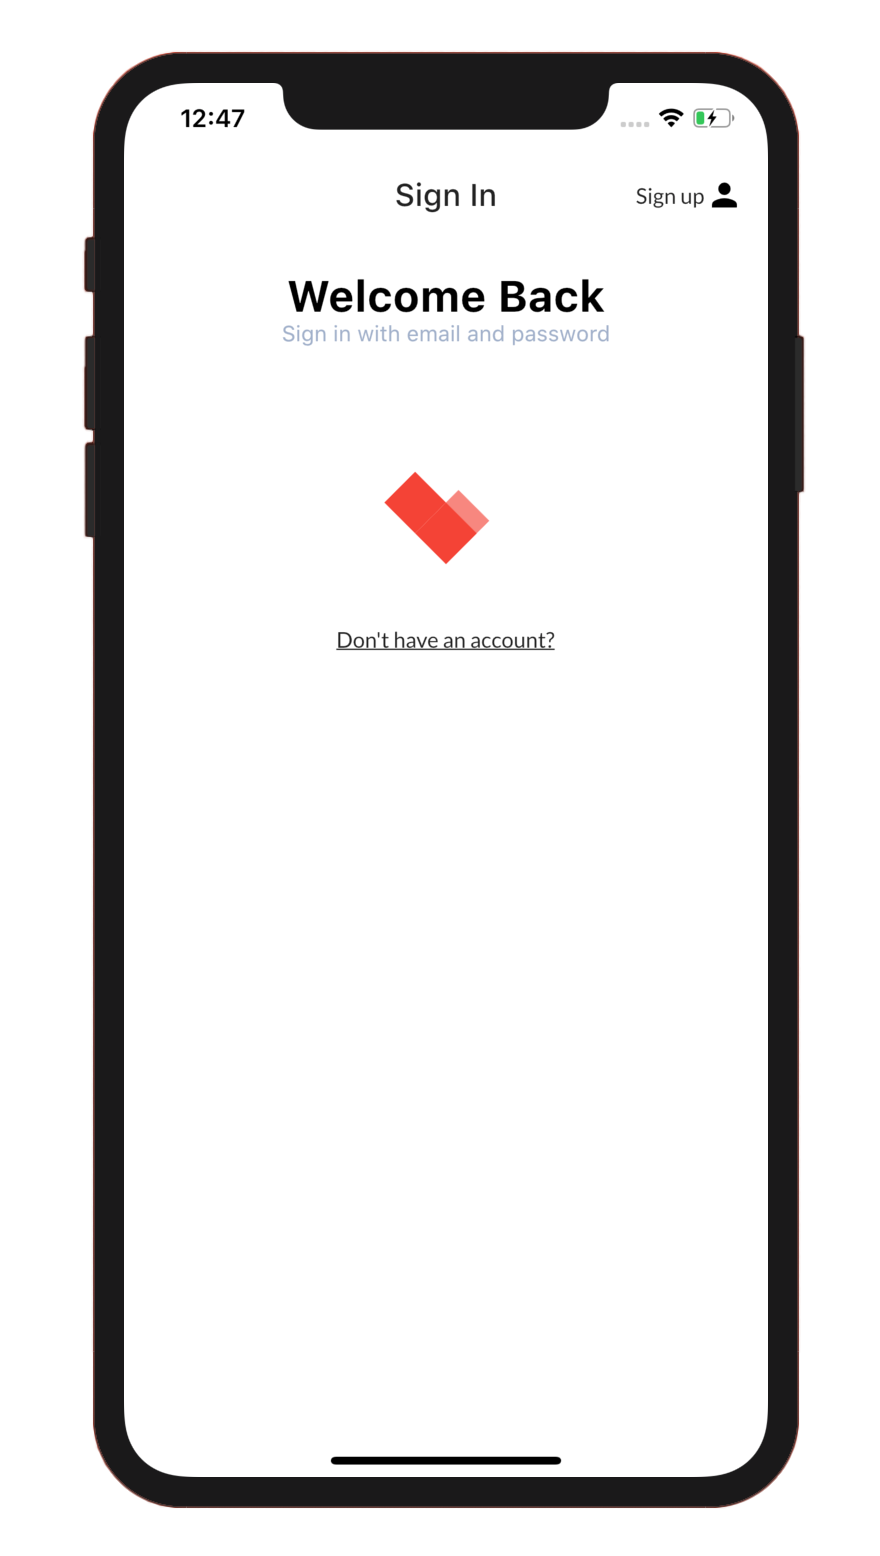 12:47
Sign In
Sign up
Welcome Back
Sign in with email and password
Don't have an account?